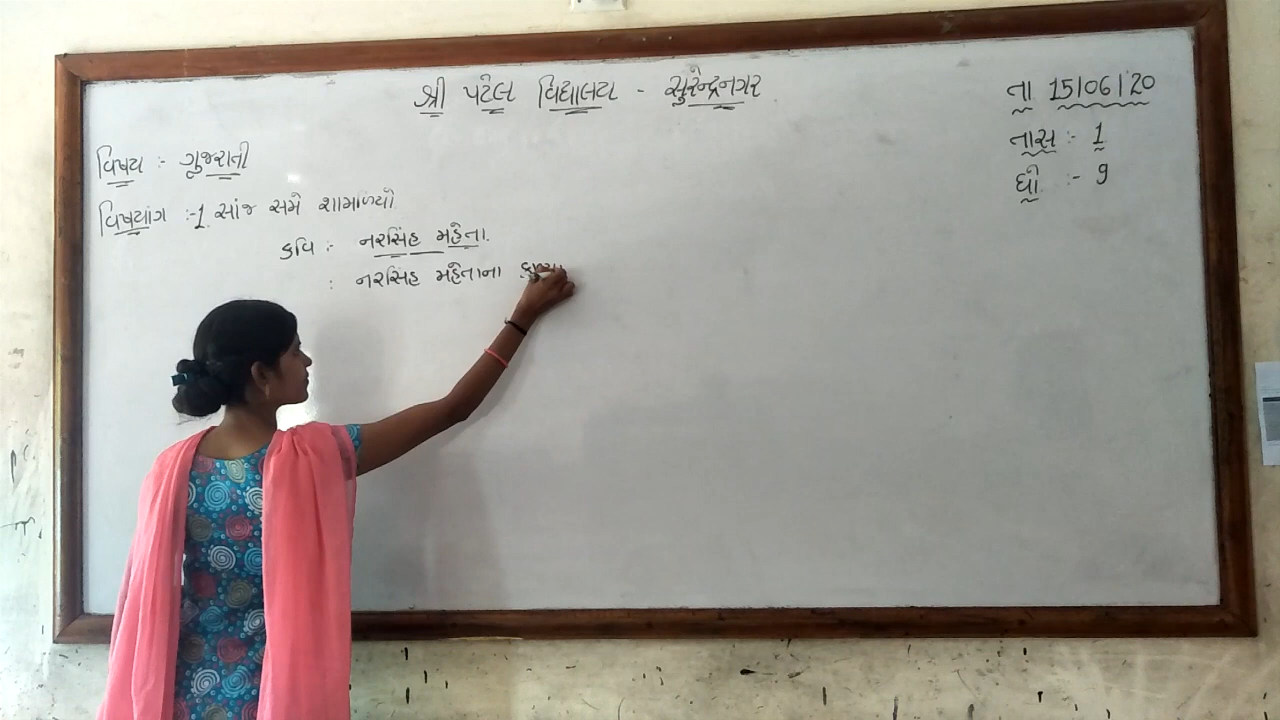 શ્રી પટેલ વિદ્યાલય - સુરેન્દ્રનગર
તા 15/06/20
તાસ :- 1
ધો :- 9
વિષય :- ગુજરાતી
વિષયાંગ :-1 સાંજ સમે શામળિયો
કવિ :- નરસિંહ મહેતા.
: નરસિંહ મહેતાના